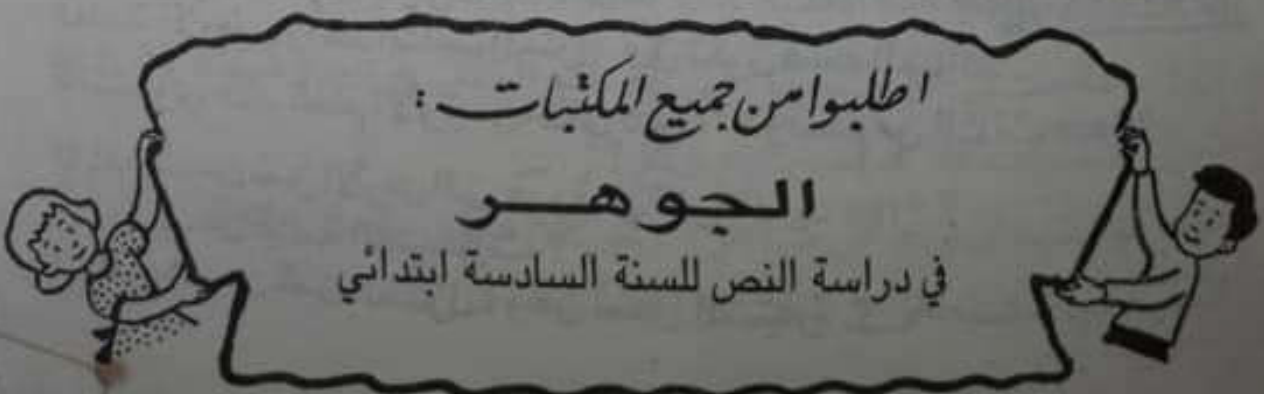 اطلبوا من جميع المكتبات :
الجوهر
في دراسة النص للسنة السادسة ابتدائي